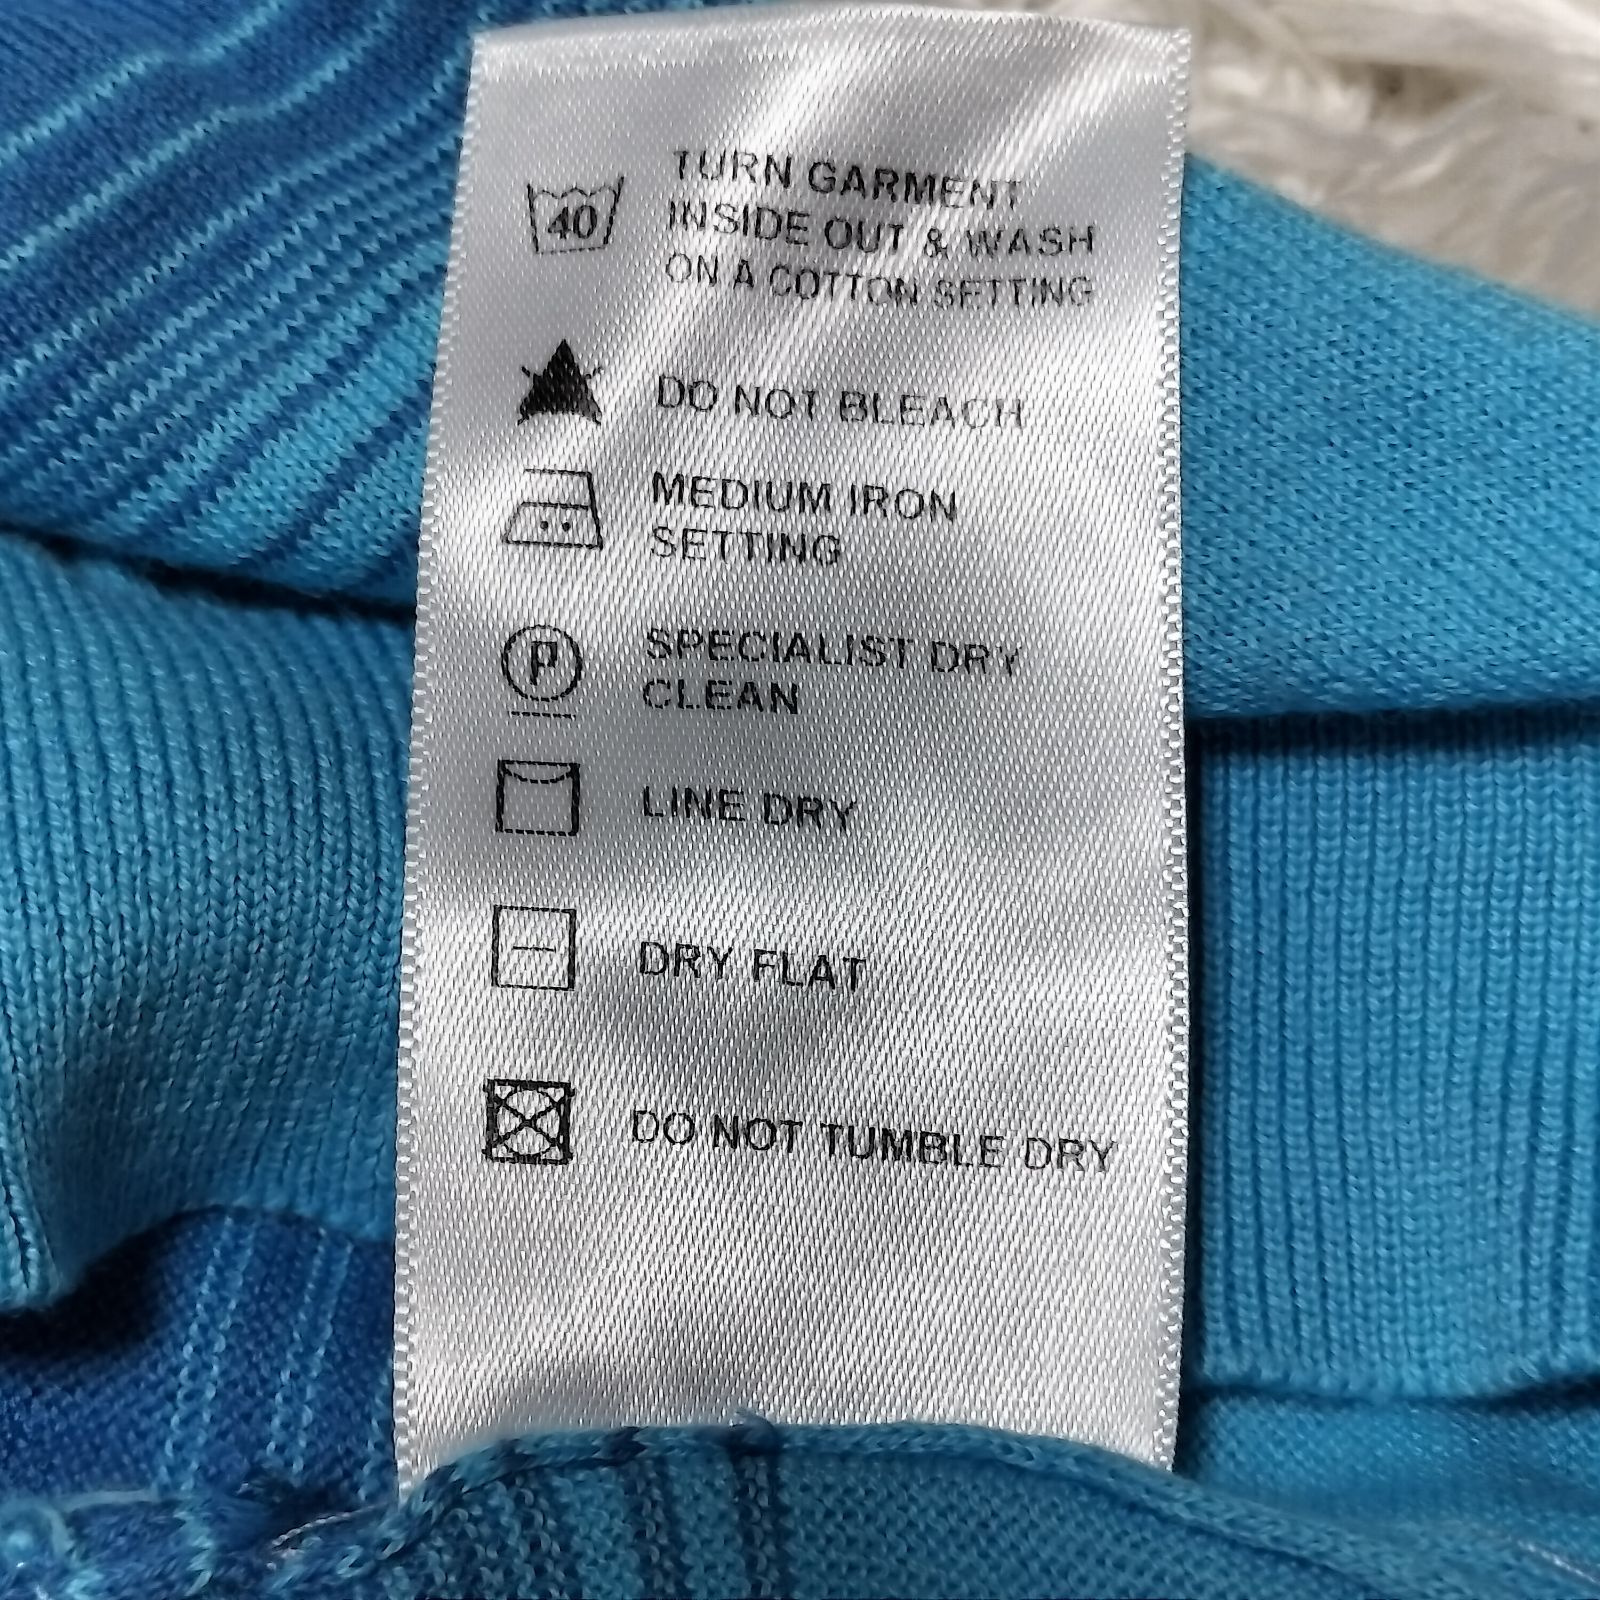 40
TURN GARMENT
INSIDE OUT & WASH
ON A COTTON SETTING
DO NOT BLEACH
MEDIUM IRON
SETTING
P
SPECIALIST DRY
CLEAN
LINE DRY
DRY FLAT
DO NOT TUMBLE DRY